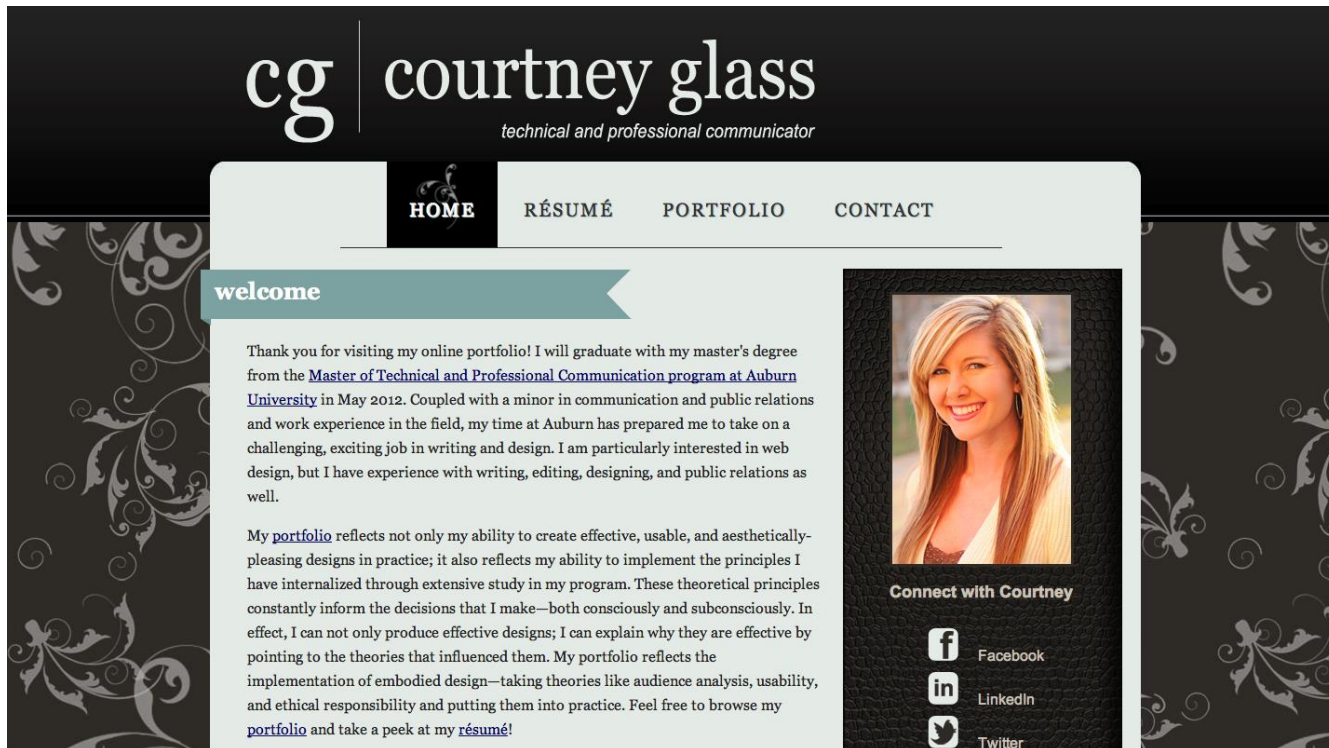 cg courtney glass
technical and professional communicator
HOME RÉSUMÉ PORTFOLIO CONTACT
welcome
Thank you for visiting my online portfolio! I will graduate with my master's degree
from the Master of Technical and Professional Communication program at Auburn
University in May 2012. Coupled with a minor in communication and public relations
and work experience in the field, my time at Auburn has prepared me to take on a
challenging, exciting job in writing and design. I am particularly interested in web
design, but I have experience with writing, editing, designing, and public relations as
well.
My portfolio reflects not only my ability to create effective, usable, and aesthetically-
pleasing designs in practice; it also reflects my ability to implement the principles I
have internalized through extensive study in my program. These theoretical principles
constantly inform the decisions that I make—both consciously and subconsciously. In
effect, I can not only produce effective designs; I can explain why they are effective by
pointing to the theories that influenced them. My portfolio reflects the
implementation of embodied design—taking theories like audience analysis, usability,
and ethical responsibility and putting them into practice. Feel free to browse my
portfolio and take a peek at my résumé!
Connect with Courtney
Facebook
LinkedIn
Twitter